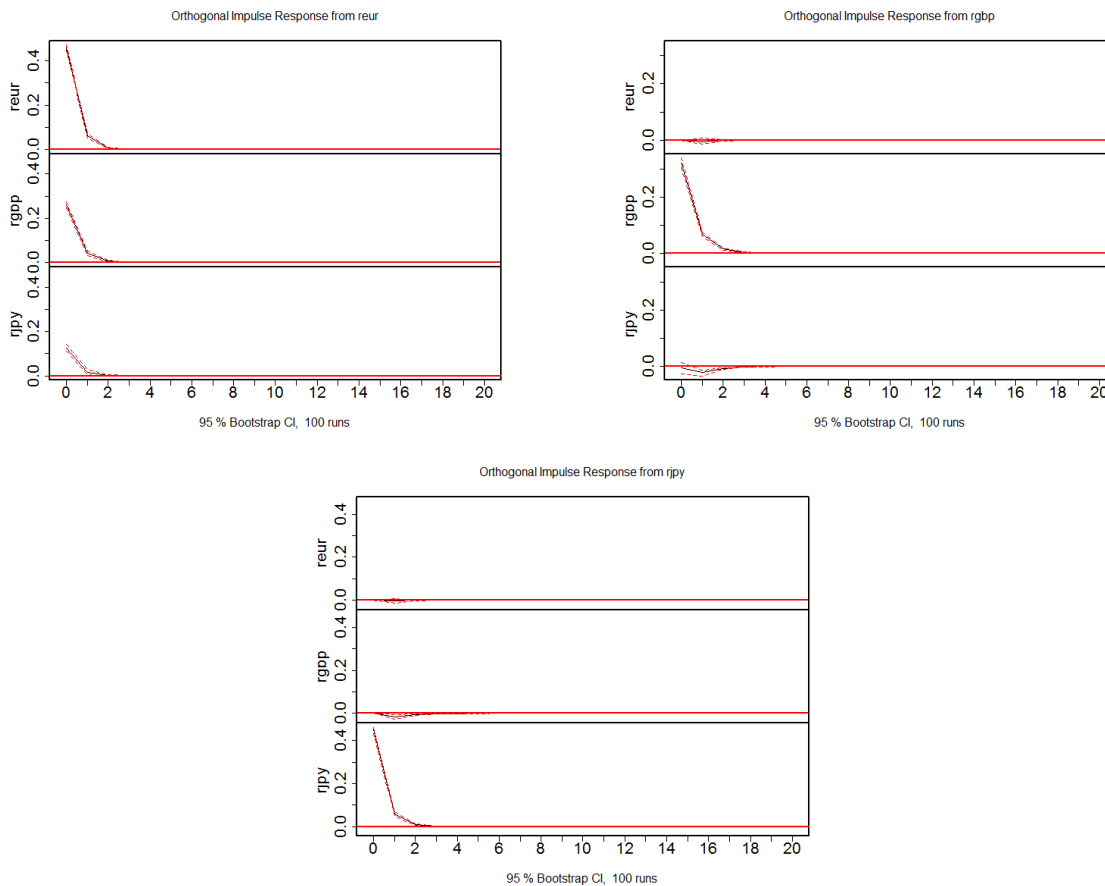 Orthogonal Impulse Response from reur
reur
0.0 0.2 0.4
rgbp
0.0 0.2 0.4
rjpy
0.0 0.2 0.4
0 2 4 6 8 10 12 14 16 18 20
95 % Bootstrap CI, 100 runs
Orthogonal Impulse Response from rgbp
reur
0.0 0.2
rgbp
0.0 0.2
rjpy
0.0 0.2
0 2 4 6 8 10 12 14 16 18 20
95 % Bootstrap CI, 100 runs
Orthogonal Impulse Response from rjpy
reur
0.0 0.2 0.4
rgbp
0.0 0.2 0.4
rjpy
0.0 0.2 0.4
0 2 4 6 8 10 12 14 16 18 20
95 % Bootstrap CI, 100 runs